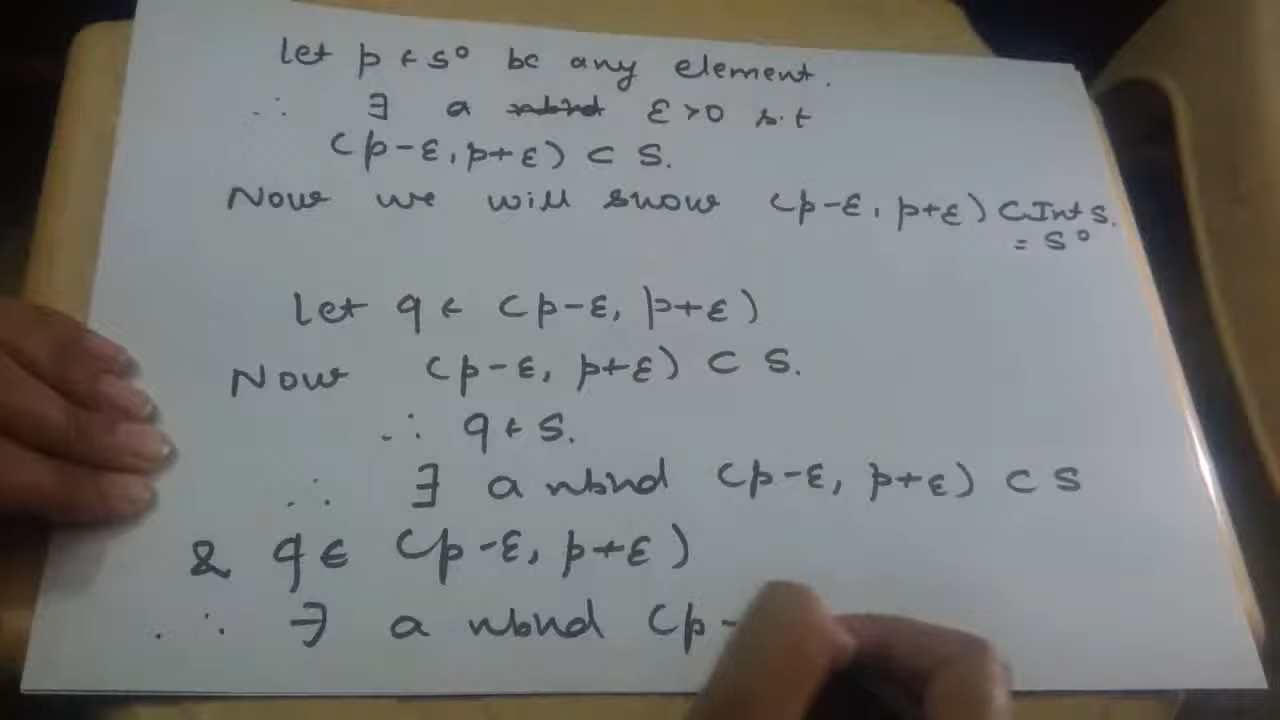 Let p ∈ S° be any element.
∴ ∃ a nbhd ε>0 s.t
(p-ε, p+ε) ⊂ S.
Now we will show (p-ε, p+ε) ⊂ Int S.
= S°
Let q ∈ (p-ε, p+ε)
Now (p-ε, p+ε) ⊂ S.
∴ q ∈ S.
∴ ∃ a nbhd (p-ε, p+ε) ⊂ S
& q ∈ (p-ε, p+ε)
∴ ∃ a nbhd (p-